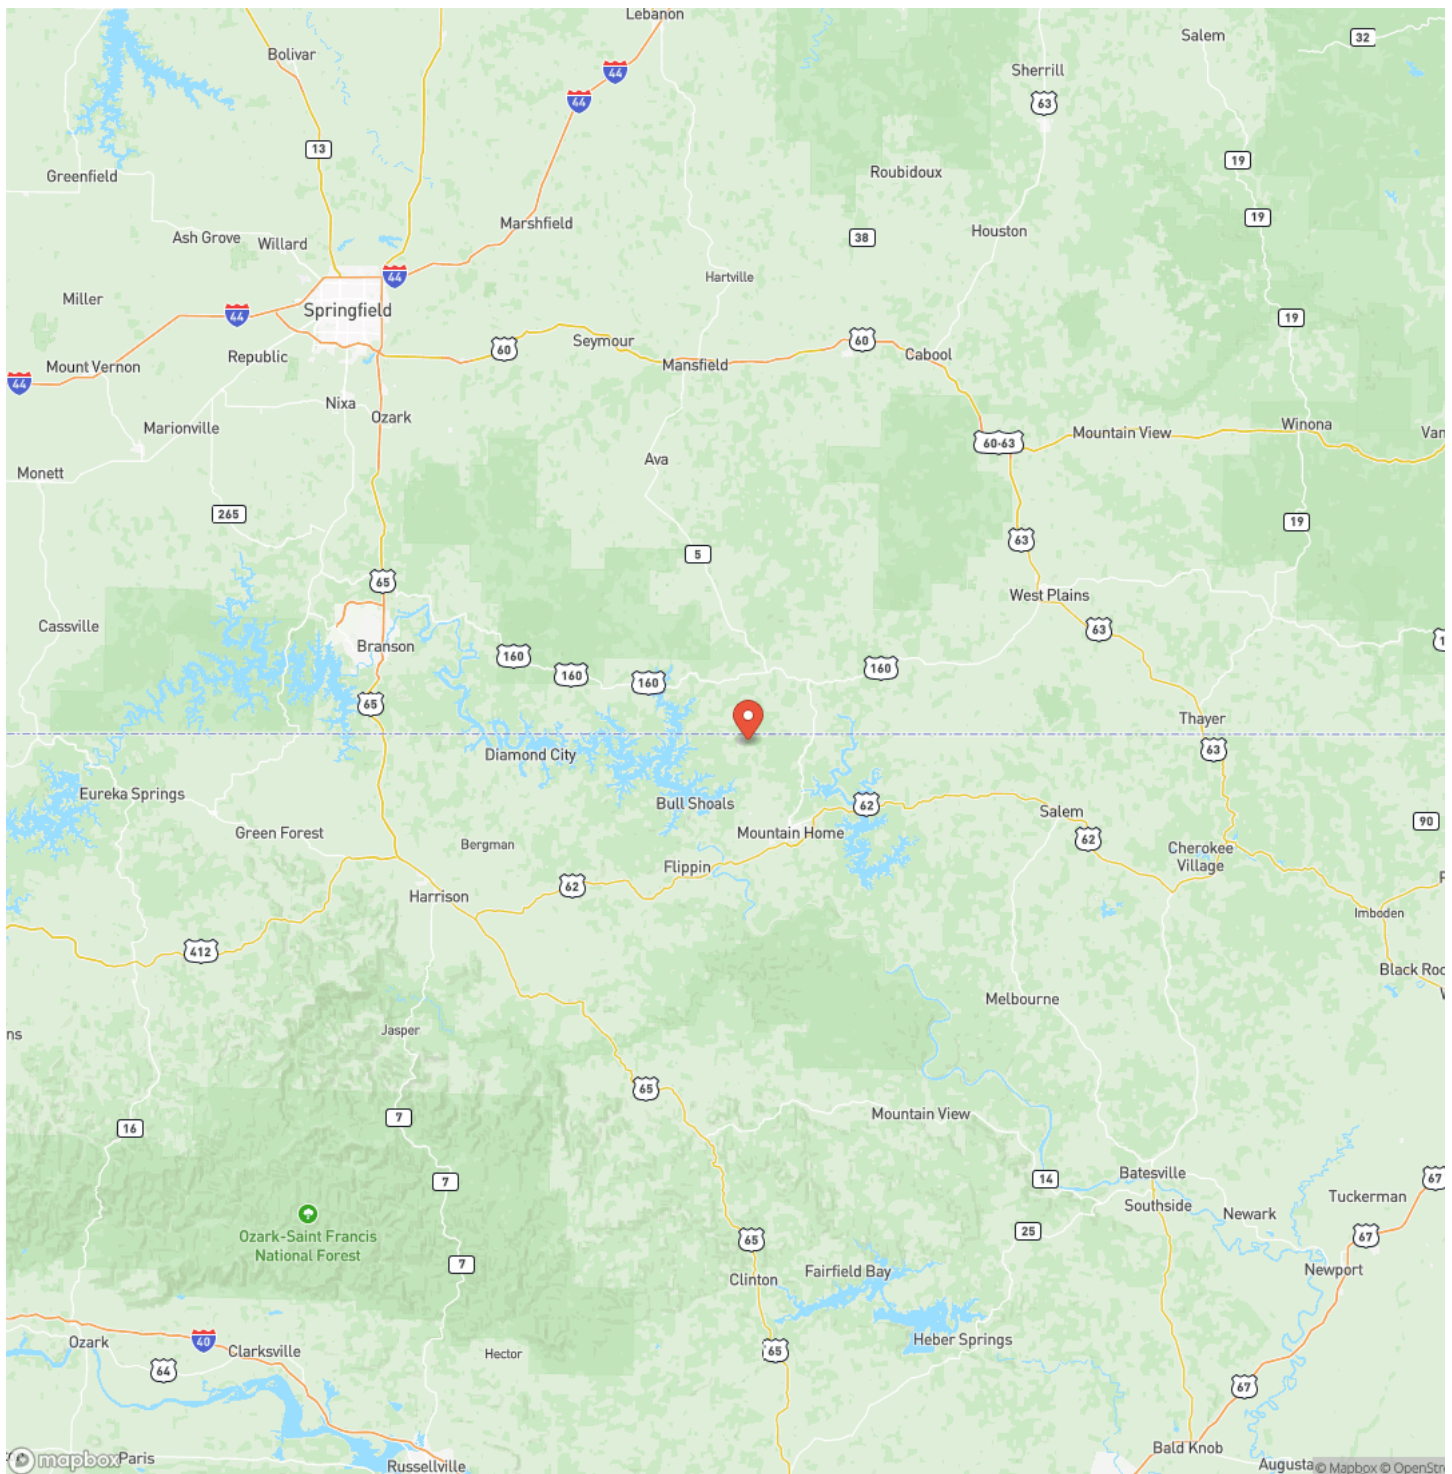 Lebanon
Salem
32
Bolivar
Sherrill
44
44
63
13
19
Greenfield
Roubidoux
19
Marshfield
Houston
Ash Grove
Willard
38
44
Hartville
Miller
Springfield
44
19
60
Seymour
60
Republic
Cabool
Mount Vernon
Mansfield
44
Nixa
Ozark
Marionville
Winona
Mountain View
Van
60-63
Ava
Monett
265
19
5
63
65
West Plains
Cassville
63
Branson
160
160
160
160
65
Thayer
63
Diamond City
Eureka Springs
Bull Shoals
62
Salem
90
Green Forest
Mountain Home
62
Bergman
Cherokee
Village
Flippin
62
Harrison
Imboden
412
Black Roc
Melbourne
Jasper
ns
65
7
Mountain View
16
Batesville
7
14
67
Tuckerman
Southside
Newark
Ozark-Saint Francis
National Forest
25
65
67
7
Fairfield Bay
Newport
Clinton
Ozark
40
Heber Springs
Clarksville
Hector
65
64
67
Bald Knob
mapbox
Paris
Russellville
Augusta
© Mapbox © OpenStre